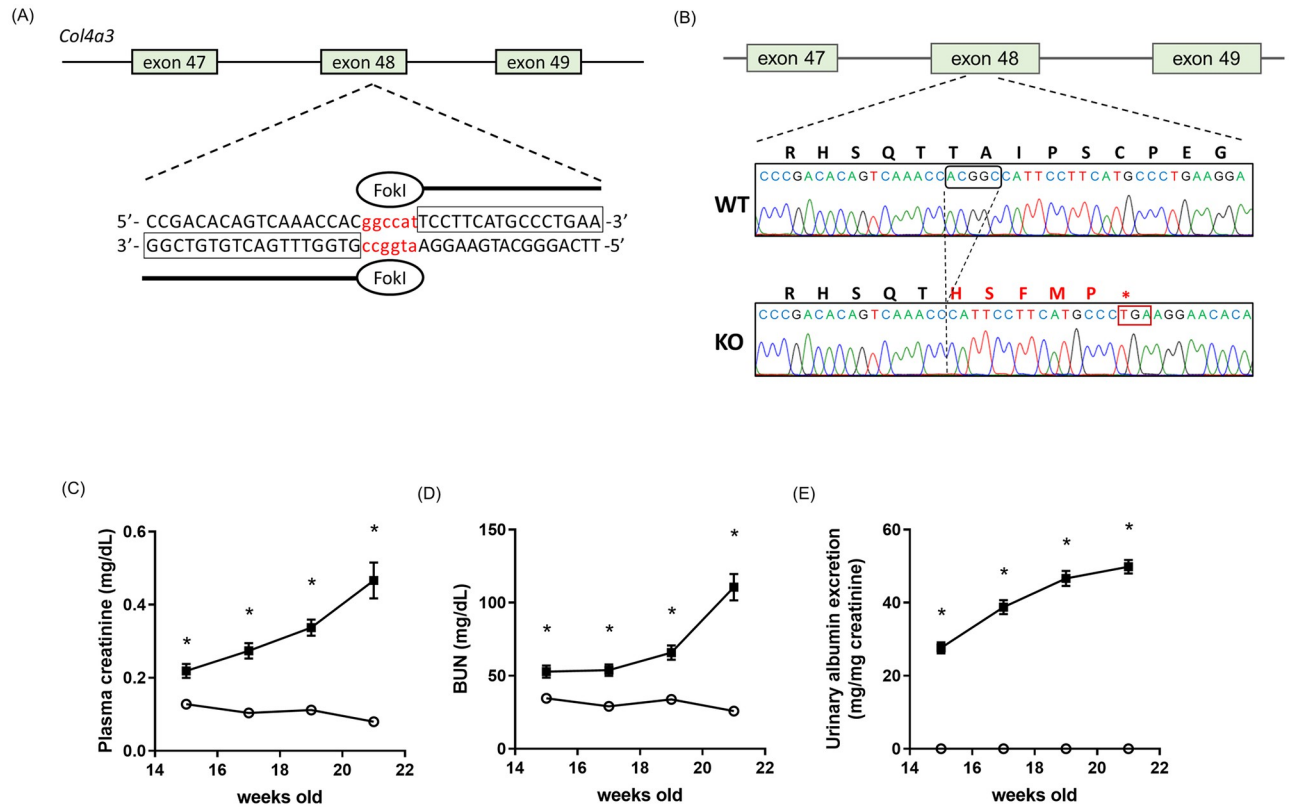 (A)
Col4a3
exon 47
exon 48
exon 49
FokI
5’- CCGACACAGTCAAACCACggccatTCCTTCATGCCCTGAA -3’
3’- GGCTGTGTCAGTTTGGTGccggtaAGGAAGTACGGGACTT -5’
FokI
(B)
exon 47
exon 48
exon 49
R H S Q T T A I P S C P E G
CCCGACACAGTCAAACCACGGCCATTCCTTCATGCCCTGAAGGA
WT
R H S Q T H S F M P *
CCCGACACAGTCAAACCCATTCCTTCATGCCCTGAAGGAACACA
KO
(C)
Plasma creatinine (mg/dL)
0.6
0.4
0.2
0.0
* * * *
14 16 18 20 22
weeks old
(D)
BUN (mg/dL)
150
100
50
0
* * * *
14 16 18 20 22
weeks old
(E)
Urinary albumin excretion
(mg/mg creatinine)
60
40
20
0
* * * *
14 16 18 20 22
weeks old